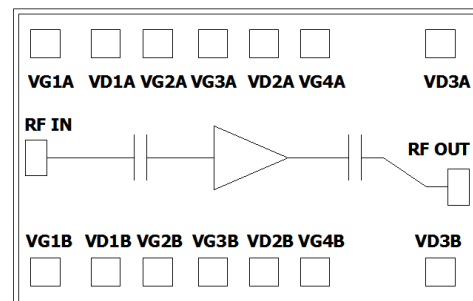 VG1A VD1A VG2A VG3A VD2A VG4A VD3A
RF IN
RF OUT
VG1B VD1B VG2B VG3B VD2B VG4B VD3B